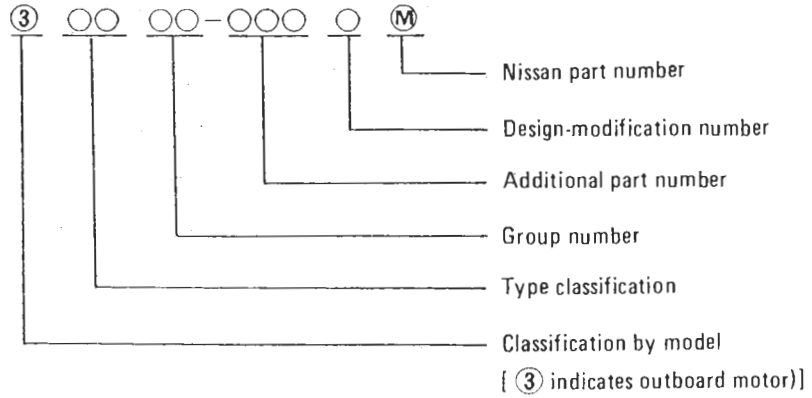 ③ ○○ ○○-○○○ ○ Ⓜ
Nissan part number
Design-modification number
Additional part number
Group number
Type classification
Classification by model
[ ③ indicates outboard motor)]